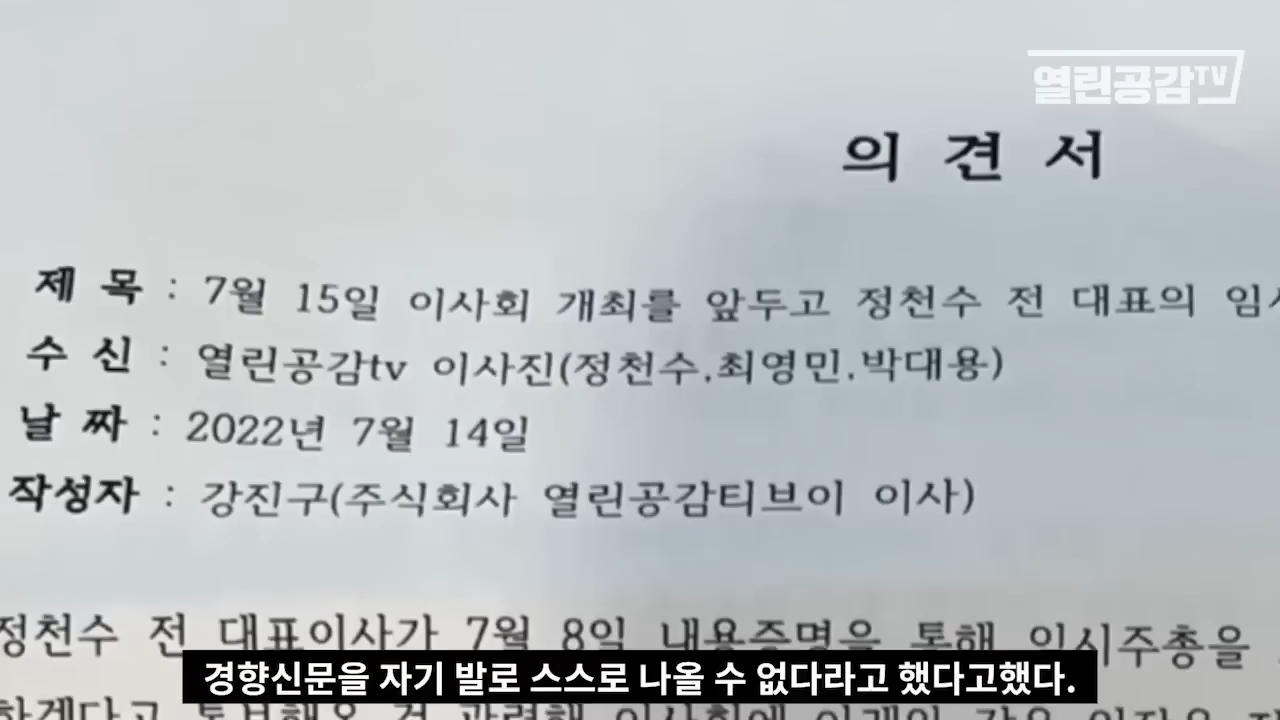 열린공감TV
의 견 서
제 목 : 7월 15일 이사회 개최를 앞두고 정천수 전 대표의
수 신 : 열린공감tv 이사진(정천수.최영민.박대용)
날 짜 : 2022년 7월 14일
작성자 : 강진구(주식회사 열린공감티브이 이사)
정천수 전 대표이사가 7월 8일 내용증명을 통해 임시주총을
경향신문을 자기 발로 스스로 나올 수 없다라고 했다고했다.